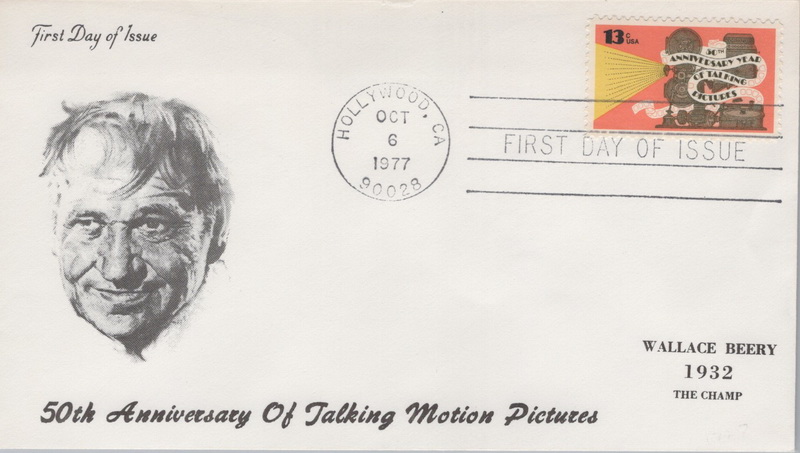 First Day of Issue
13c
USA
50TH
ANNIVERSARY YEAR
OF TALKING
PICTURES
HOLLYWOOD, CA
OCT
6
1977
90028
FIRST DAY OF ISSUE
WALLACE BEERY
1932
THE CHAMP
50th Anniversary Of Talking Motion Pictures